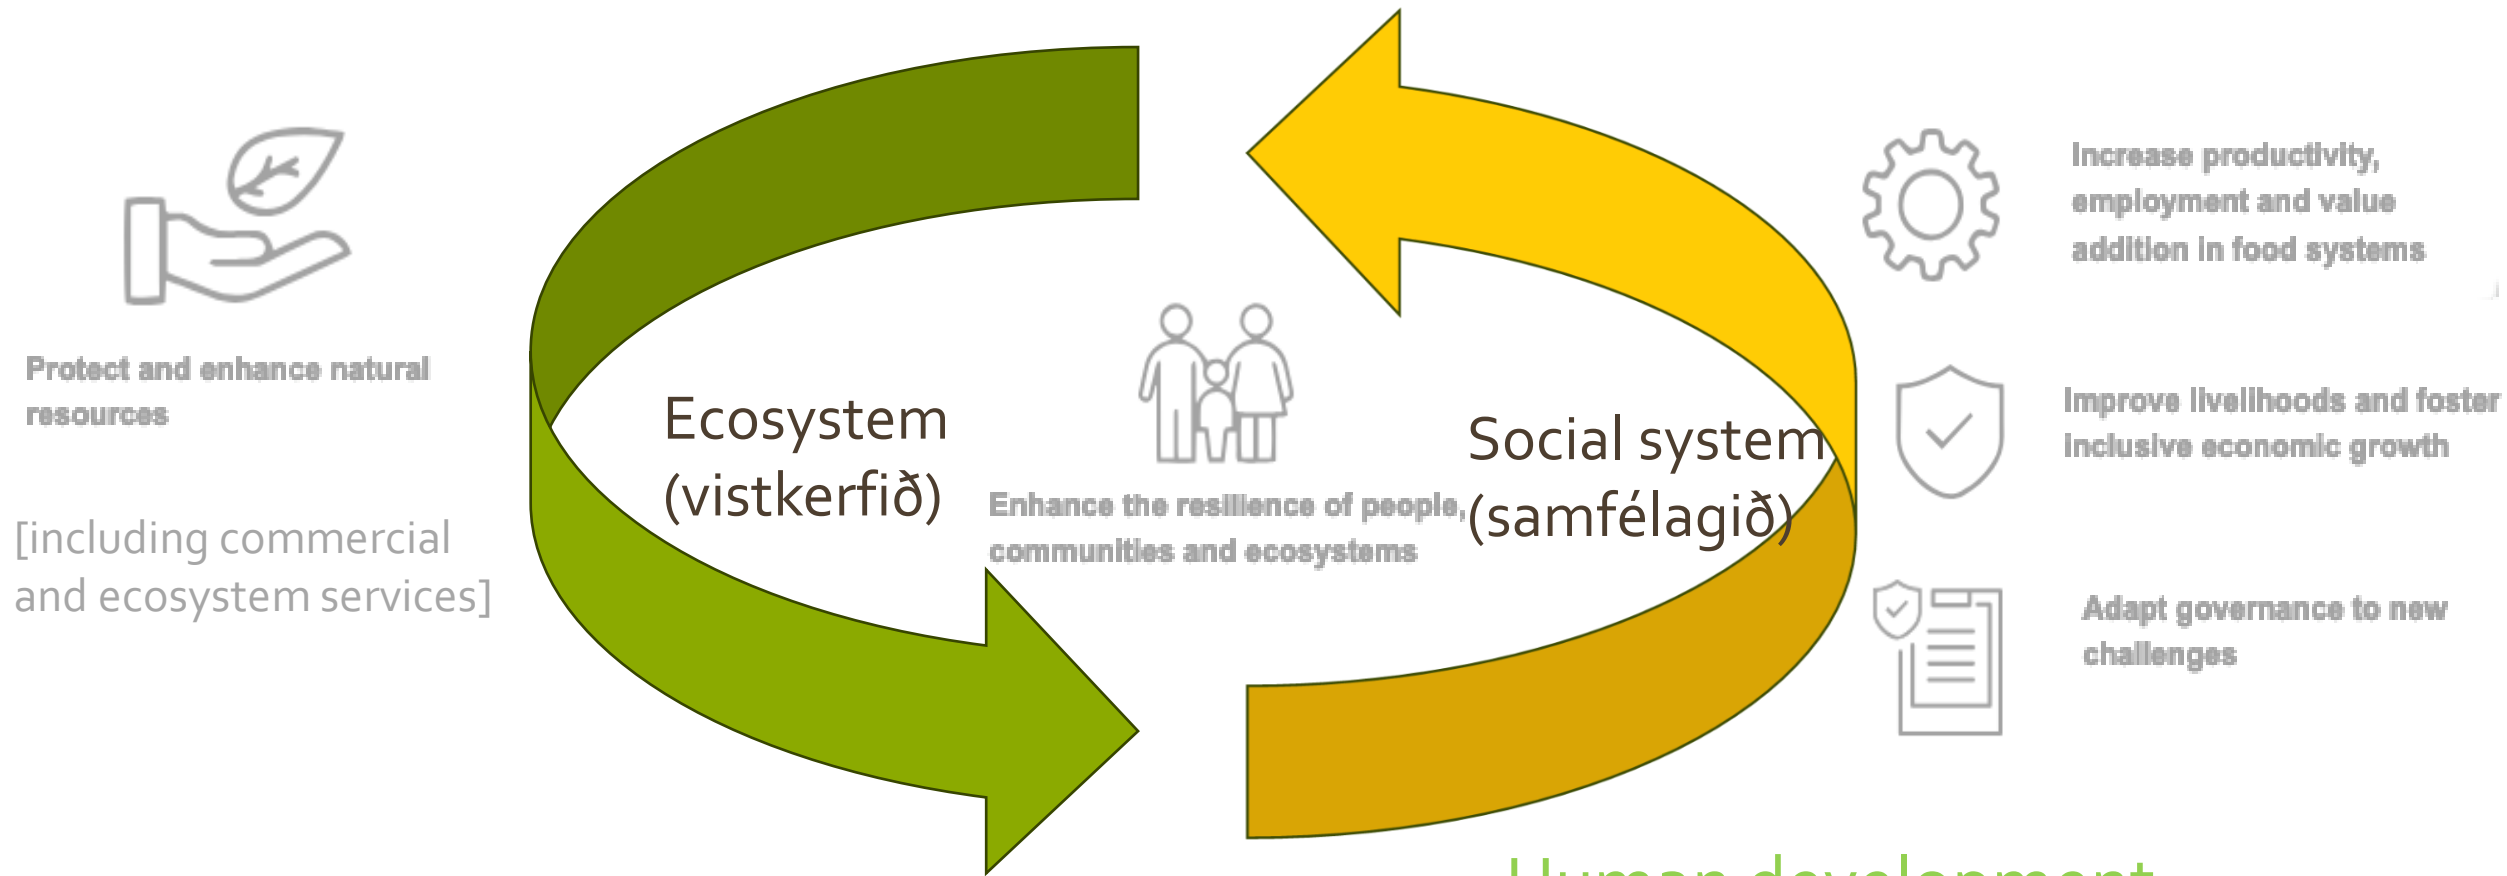 Protect and enhance natural
resources
[including commercial
and ecosystem services]
Ecosystem
(vistkerfið)
Enhance the resilience of people,
communities and ecosystems
Social system
(samfélagið)
Increase productivity,
employment and value
addition in food systems
Improve livelihoods and foster
inclusive economic growth
Adapt governance to new
challenges
Human development